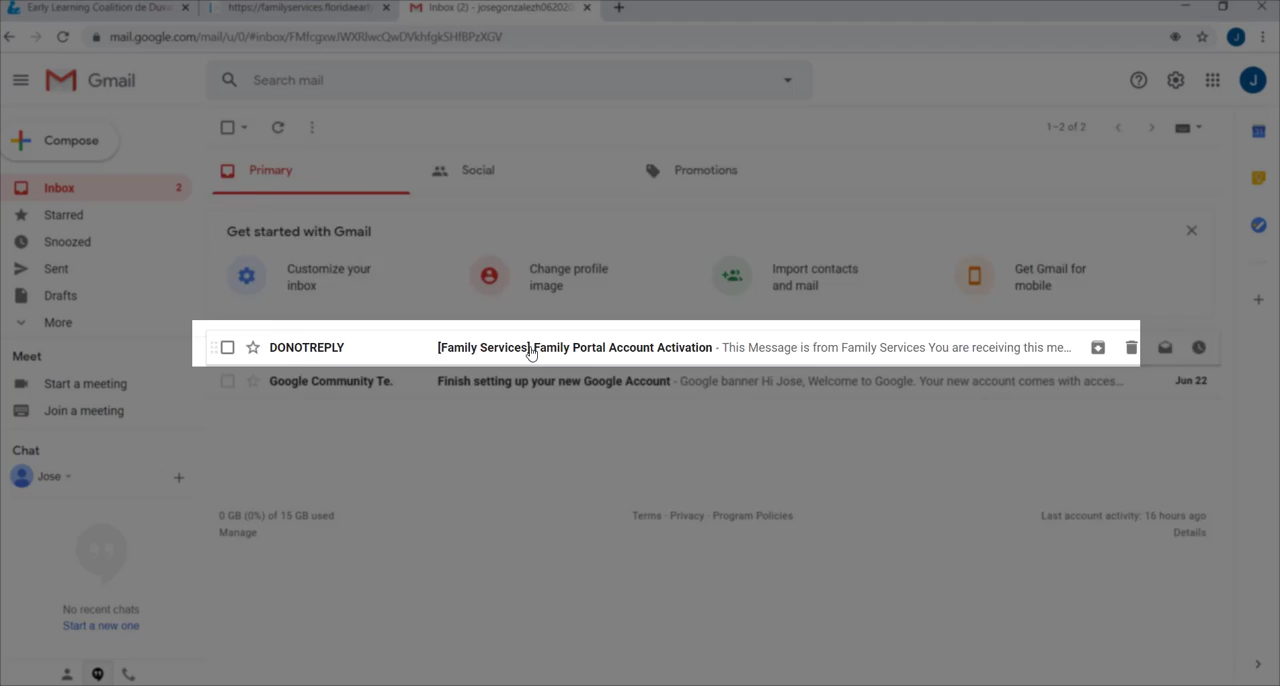 Early Learning Coalition de Duva
https://familyservices.floridaearl
Inbox (2) - josegonzalezh062020
mail.google.com/mail/u/0/#inbox/FMfcgxwJWXRlwcQwDVkhfgkSHfBPzXGV
J
Gmail
Search mail
J
Compose
1–2 of 2
Inbox 2
Primary
Social
Promotions
Starred
Snoozed
Sent
Drafts
More
Get started with Gmail
Customize your
inbox
Change profile
image
Import contacts
and mail
Get Gmail for
mobile
DONOTREPLY [Family Services] Family Portal Account Activation - This Message is from Family Services You are receiving this me...
Google Community Te. Finish setting up your new Google Account - Google banner Hi Jose, Welcome to Google. Your new account comes with acces... Jun 22
Meet
Start a meeting
Join a meeting
Chat
Jose
No recent chats
Start a new one
0 GB (0%) of 15 GB used
Manage
Terms · Privacy · Program Policies
Last account activity: 16 hours ago
Details